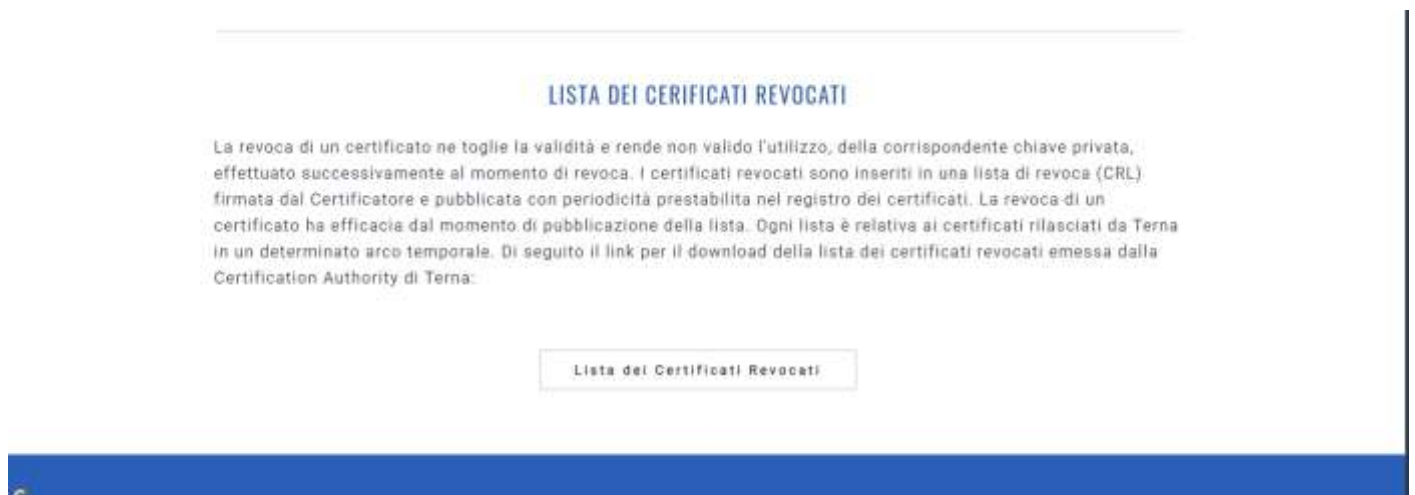 LISTA DEI CERIFICATI REVOCATI
La revoca di un certificato ne toglie la validità e rende non valido l'utilizzo, della corrispondente chiave privata,
effettuato successivamente al momento di revoca. I certificati revocati sono inseriti in una lista di revoca (CRL)
firmata dal Certificatore e pubblicata con periodicità prestabilita nel registro dei certificati. La revoca di un
certificato ha efficacia dal momento di pubblicazione della lista. Ogni lista è relativa ai certificati rilasciati da Terna
in un determinato arco temporale. Di seguito il link per il download della lista dei certificati revocati emessa dalla
Certification Authority di Terna:
Lista dei Certificati Revocati